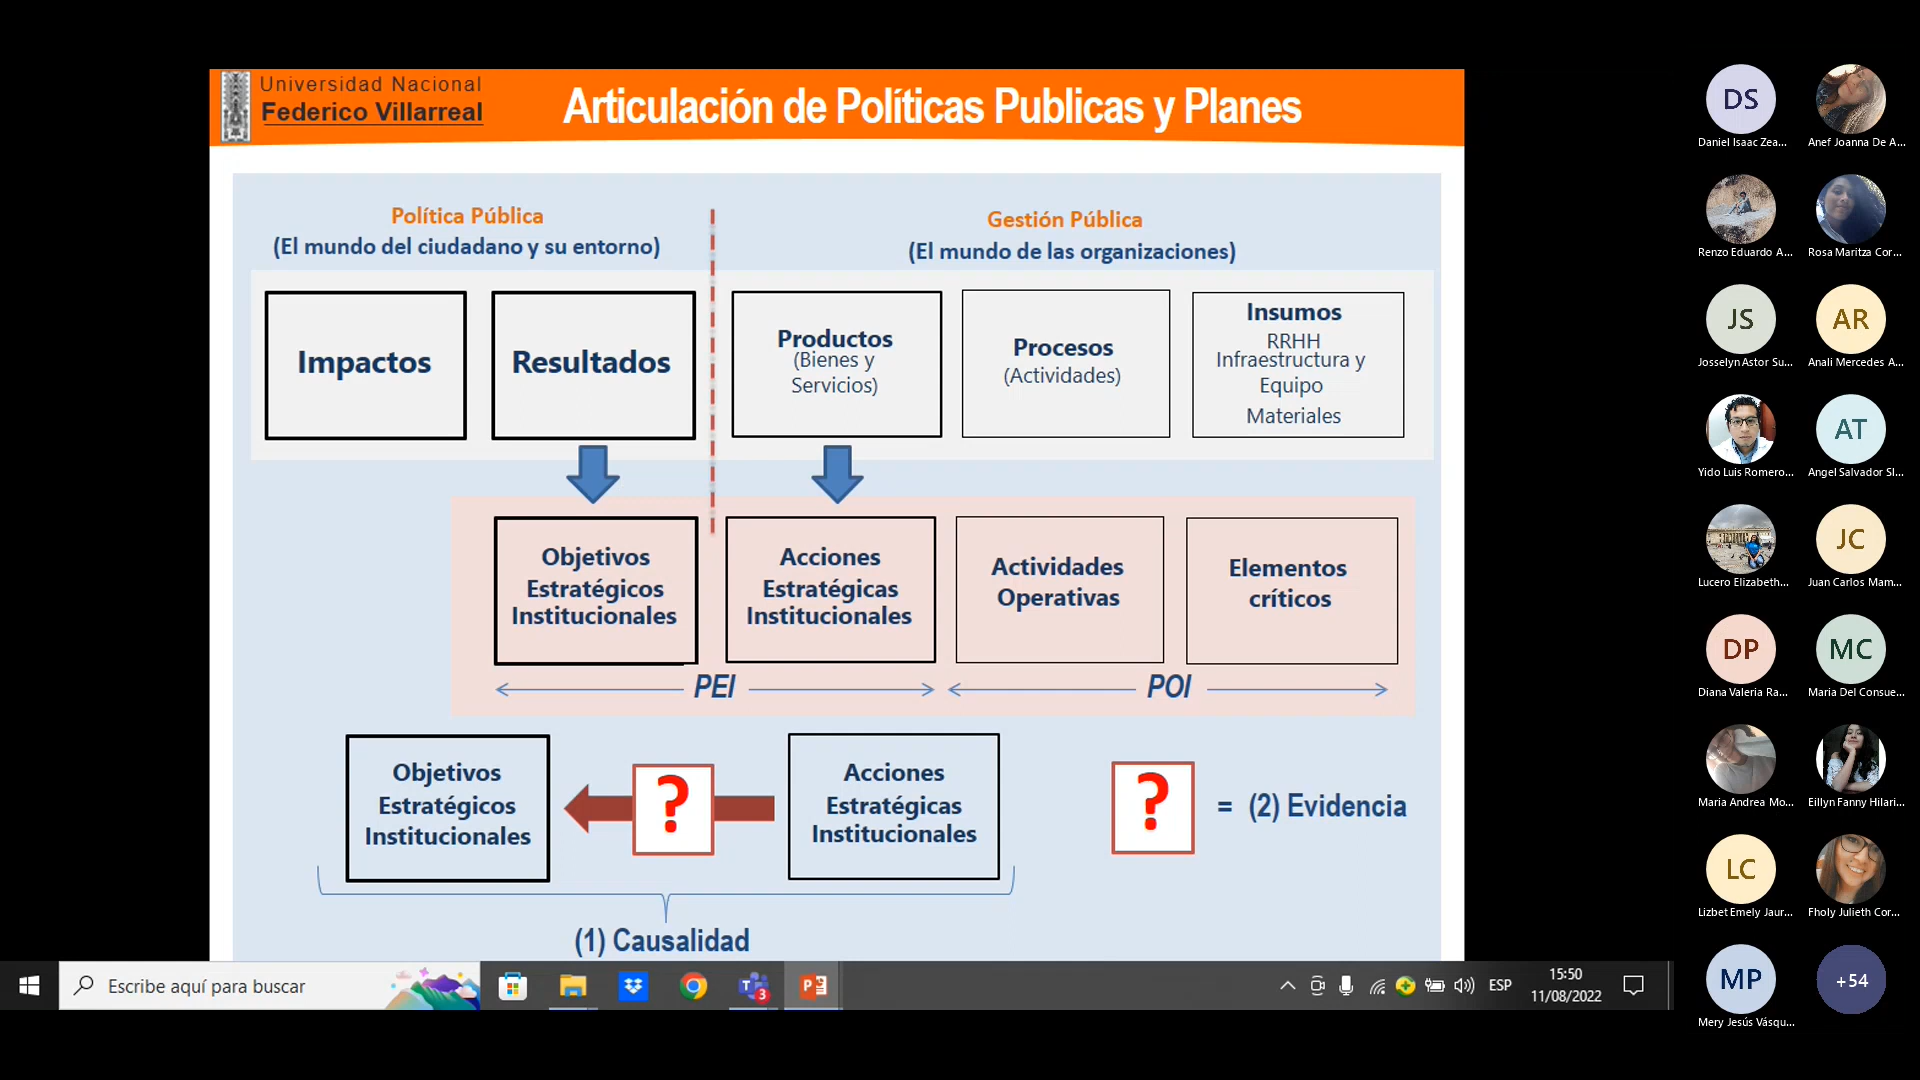 Universidad Nacional
Federico Villarreal
Articulación de Políticas Publicas y Planes
Política Pública
(El mundo del ciudadano y su entorno)
Gestión Pública
(El mundo de las organizaciones)
Impactos
Resultados
Productos
(Bienes y
Servicios)
Procesos
(Actividades)
Insumos
RRHH
Infraestructura y
Equipo
Materiales
Objetivos
Estratégicos
Institucionales
Acciones
Estratégicas
Institucionales
Actividades
Operativas
Elementos
críticos
PEI
POI
Objetivos
Estratégicos
Institucionales
?
Acciones
Estratégicas
Institucionales
?
= (2) Evidencia
(1) Causalidad
Escribe aquí para buscar
3
ESP
15:50
11/08/2022
DS
Daniel Isaac Zea...
Anef Joanna De A...
Renzo Eduardo A...
Rosa Maritza Cor...
JS
Josselyn Astor Su...
AR
Anali Mercedes A...
Yido Luis Romero...
AT
Angel Salvador Sl...
Lucero Elizabeth...
JC
Juan Carlos Mam...
DP
Diana Valeria Ra...
MC
Maria Del Consue...
Maria Andrea Mo...
Eillyn Fanny Hilari...
LC
Lizbet Emely Jaur...
Fholy Julieth Cor...
MP
Mery Jesús Vásqu...
+54